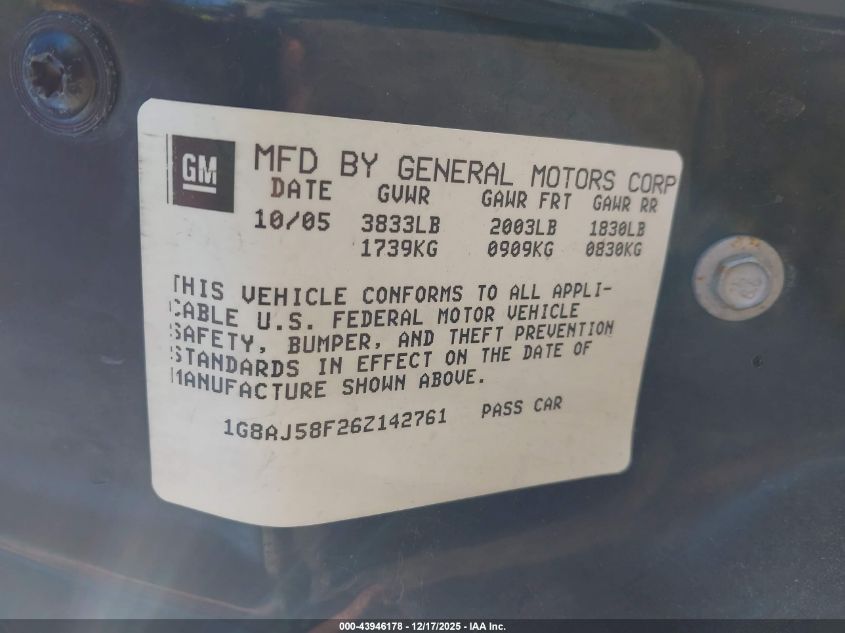 GM
MFD BY GENERAL MOTORS CORP
DATE GVWR GAWR FRT GAWR RR
10/05 3833LB 2003LB 1830LB
1739KG 0909KG 0830KG
THIS VEHICLE CONFORMS TO ALL APPLI-
CABLE U.S. FEDERAL MOTOR VEHICLE
SAFETY, BUMPER, AND THEFT PREVENTION
STANDARDS IN EFFECT ON THE DATE OF
MANUFACTURE SHOWN ABOVE.
1G8AJ58F26Z142761 PASS CAR
000-43946178 - 12/17/2025 - IAA Inc.